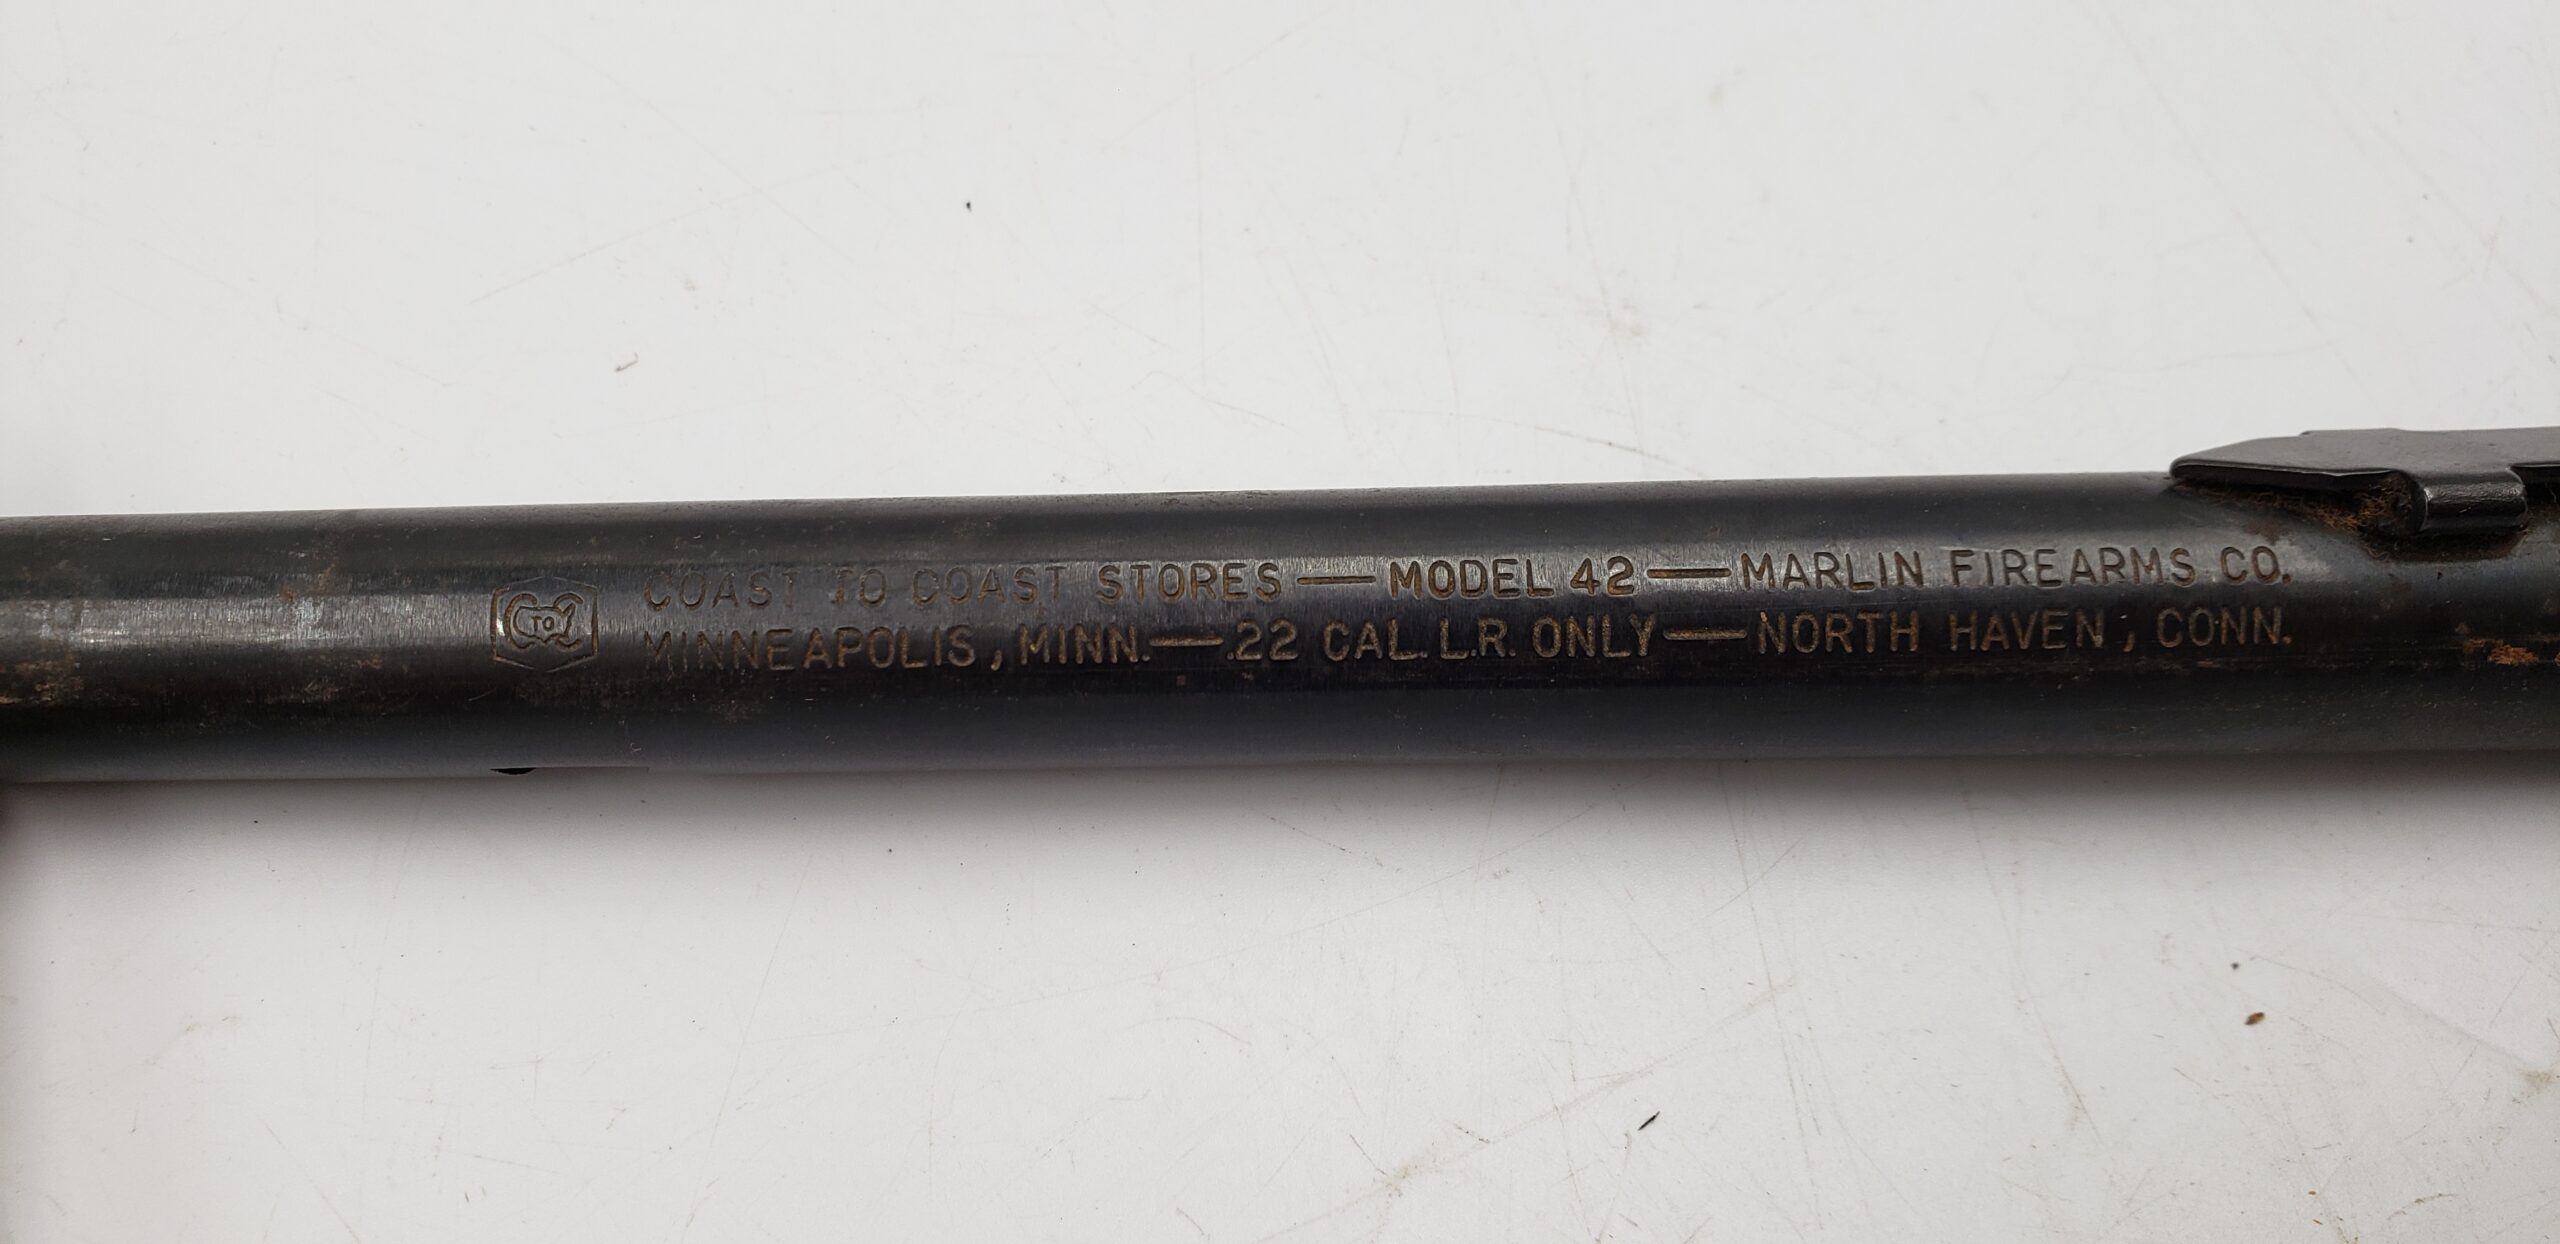 C TO C
COAST TO COAST STORES — MODEL 42 — MARLIN FIREARMS CO.
MINNEAPOLIS, MINN. — .22 CAL. L.R. ONLY — NORTH HAVEN, CONN.